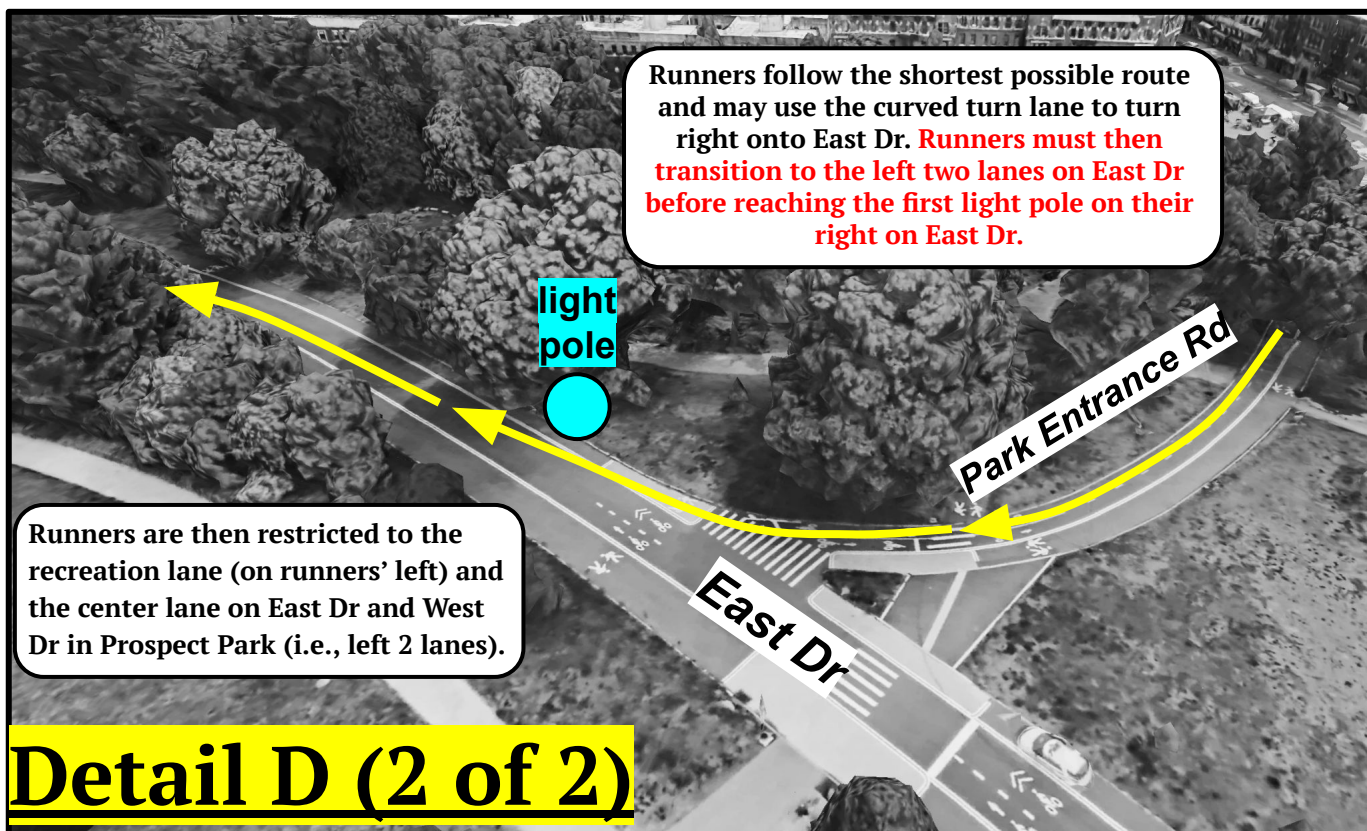 Runners follow the shortest possible route
and may use the curved turn lane to turn
right onto East Dr. Runners must then
transition to the left two lanes on East Dr
before reaching the first light pole on their
right on East Dr.
light
pole
Park Entrance Rd
Runners are then restricted to the
recreation lane (on runners’ left) and
the center lane on East Dr and West
Dr in Prospect Park (i.e., left 2 lanes).
East Dr
Detail D (2 of 2)